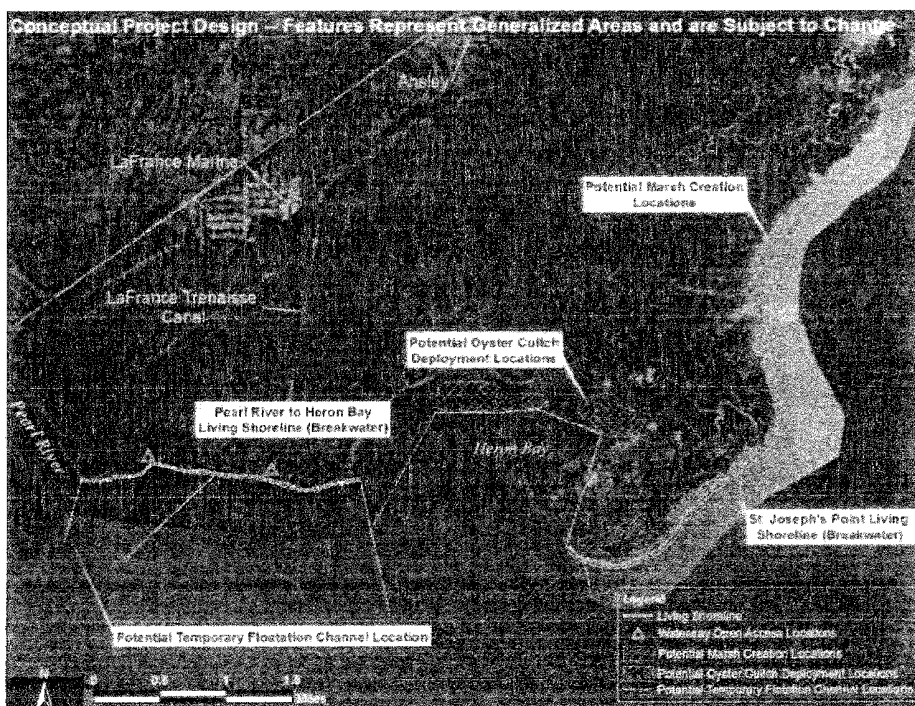 Conceptual Project Design – Features Represent Generalized Areas and are Subject to Change
Ansley
LaFrance Marina
Potential Marsh Creation
Locations
LaFrance Trenaisse
Canal
Potential Oyster Cultch
Deployment Locations
Pearl River to Heron Bay
Living Shoreline (Breakwater)
Pearl River
Heron Bay
St. Joseph's Point Living
Shoreline (Breakwater)
Potential Temporary Floatation Channel Location
Legend
Living Shoreline
Waterway Open Access Locations
Potential Marsh Creation Locations
Potential Oyster Cultch Deployment Locations
Potential Temporary Flotation Channel Locations
N
0 0.5 1 1.5
Miles